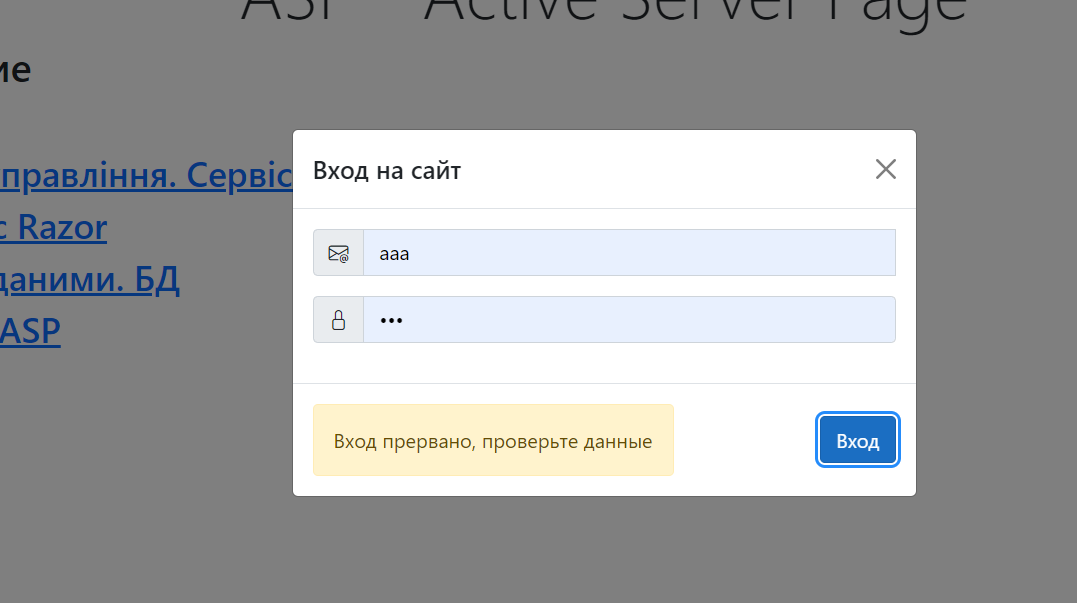 ASP Active Server Page
ие
правління. Сервіс
с Razor
даними. БД
ASP
Вход на сайт
aaa
•••
Вход прервано, проверьте данные
Вход